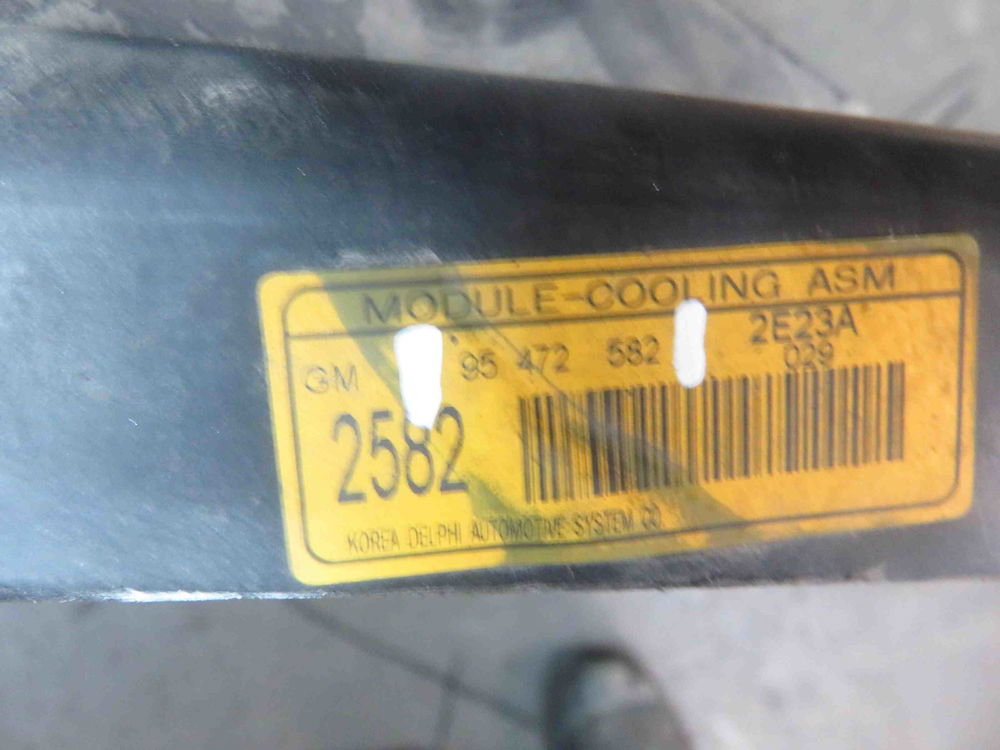 MODULE-COOLING ASM
GM 95 472 582 2E23A
029
2582
KOREA DELPHI AUTOMOTIVE SYSTEM CO